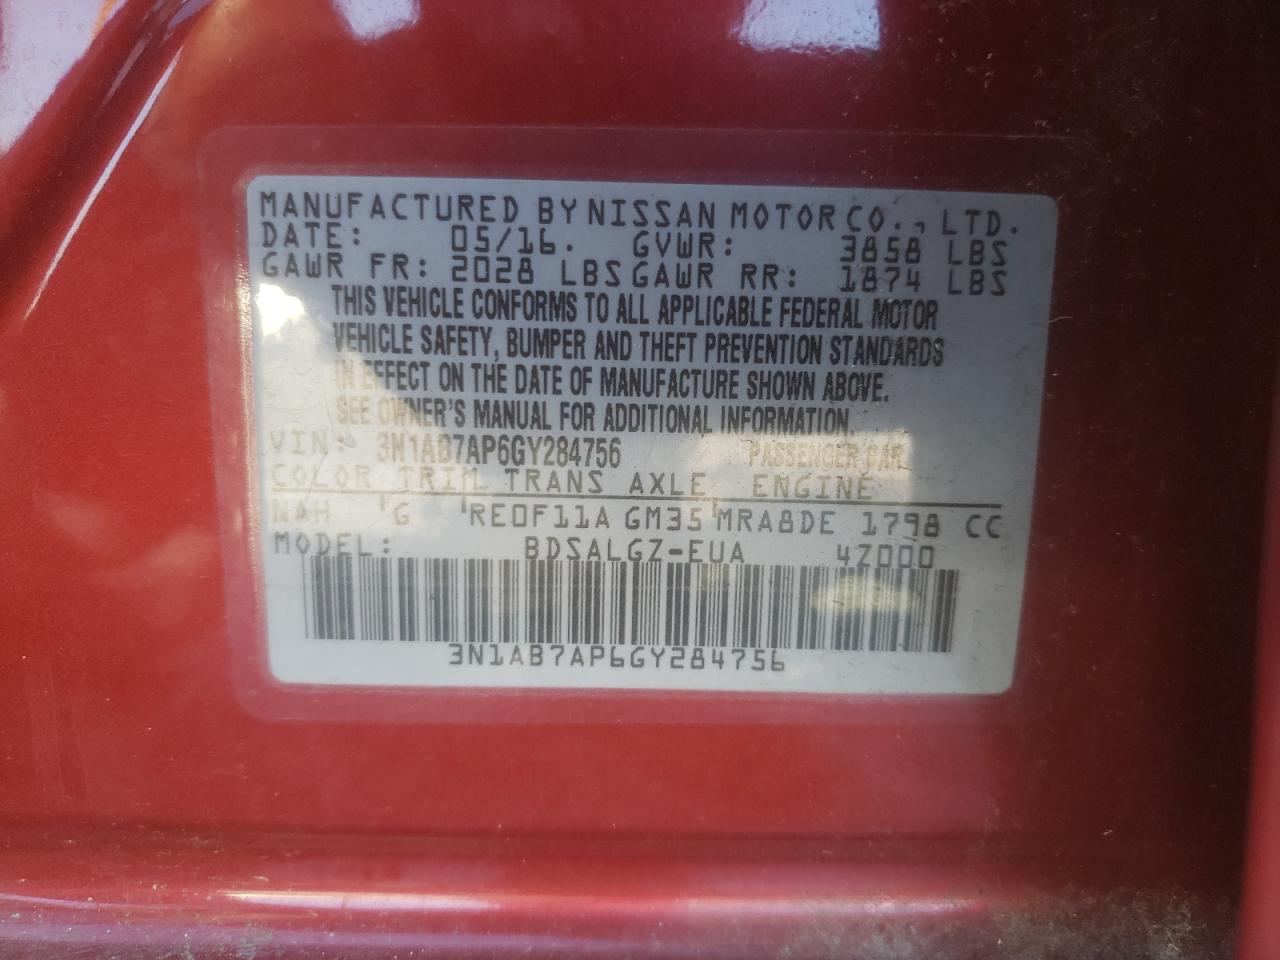 MANUFACTURED BY NISSAN MOTOR CO., LTD.
DATE: 05/16. GVWR: 3858 LBS
GAWR FR: 2028 LBS GAWR RR: 1874 LBS
THIS VEHICLE CONFORMS TO ALL APPLICABLE FEDERAL MOTOR
VEHICLE SAFETY, BUMPER AND THEFT PREVENTION STANDARDS
IN EFFECT ON THE DATE OF MANUFACTURE SHOWN ABOVE.
SEE OWNER'S MANUAL FOR ADDITIONAL INFORMATION.
VIN: 3N1AB7AP6GY284756 PASSENGER CAR
COLOR TRIM TRANS AXLE ENGINE
NAH G RE0F11A GM35 MRA8DE 1798 CC
MODEL: BDSALGZ-EUA 4Z000
3N1AB7AP6GY284756